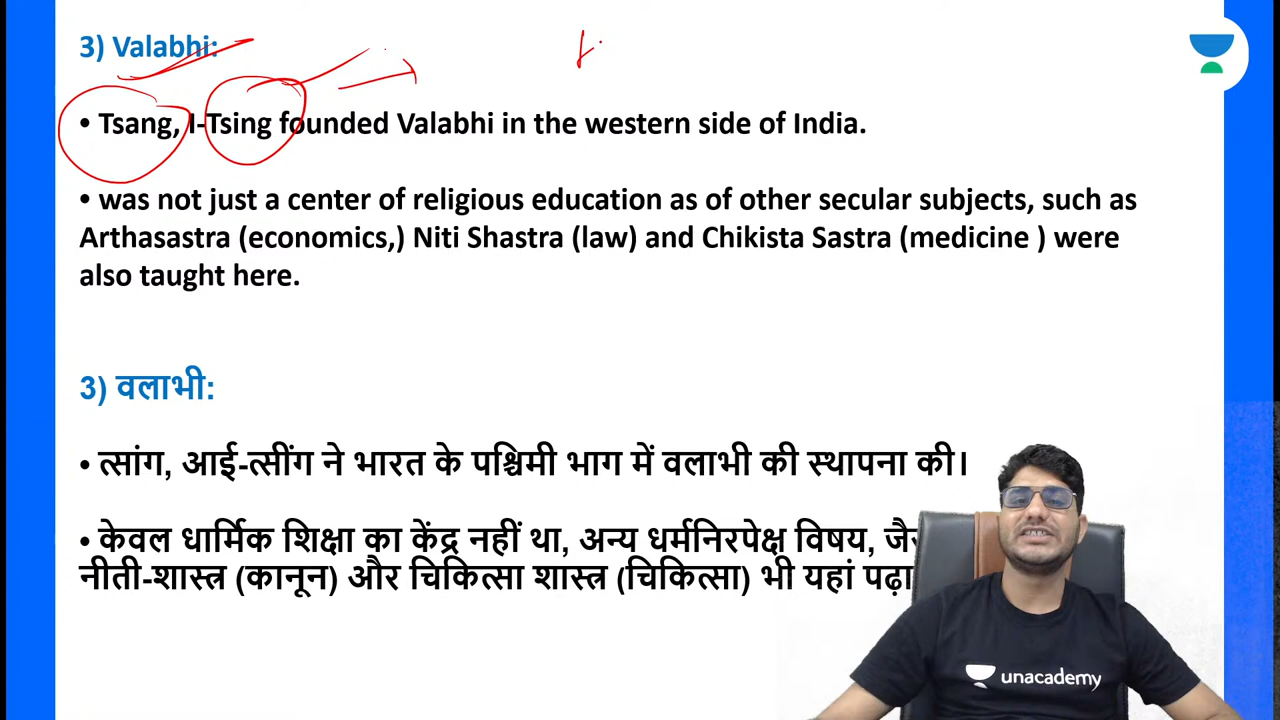 3) Valabhi:
• Tsang, I-Tsing founded Valabhi in the western side of India.
• was not just a center of religious education as of other secular subjects, such as
Arthasastra (economics,) Niti Shastra (law) and Chikista Sastra (medicine ) were
also taught here.
3) वलाभी:
• त्सांग, आई-त्सींग ने भारत के पश्चिमी भाग में वलाभी की स्थापना की।
• केवल धार्मिक शिक्षा का केंद्र नहीं था, अन्य धर्मनिरपेक्ष विषय,
नीती-शास्त्र (कानून) और चिकित्सा शास्त्र (चिकित्सा) भी यहां
unacademy